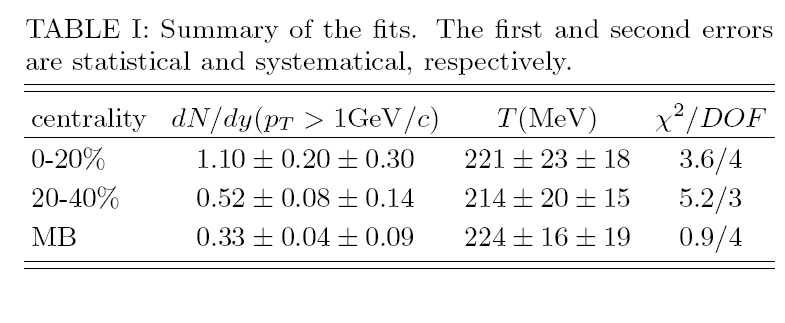 TABLE I: Summary of the fits. The first and second errors
are statistical and systematical, respectively.
centrality dN/dy(p_T > 1GeV/c) T(MeV) χ²/DOF
0-20% 1.10 ± 0.20 ± 0.30 221 ± 23 ± 18 3.6/4
20-40% 0.52 ± 0.08 ± 0.14 214 ± 20 ± 15 5.2/3
MB 0.33 ± 0.04 ± 0.09 224 ± 16 ± 19 0.9/4